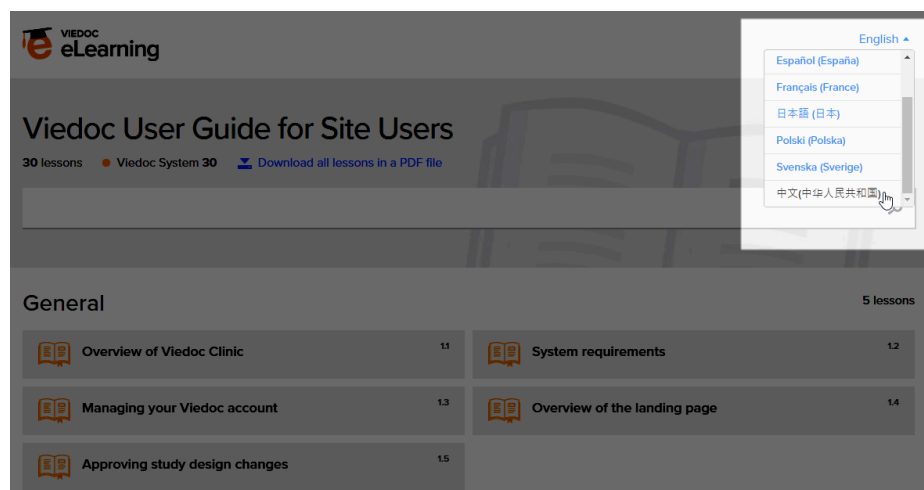 VIEDOC
eLearning
English
Español (España)
Français (France)
日本語 (日本)
Polski (Polska)
Svenska (Sverige)
中文(中华人民共和国)
Viedoc User Guide for Site Users
30 lessons Viedoc System 30 Download all lessons in a PDF file
General 5 lessons
Overview of Viedoc Clinic 1.1
System requirements 1.2
Managing your Viedoc account 1.3
Overview of the landing page 1.4
Approving study design changes 1.5